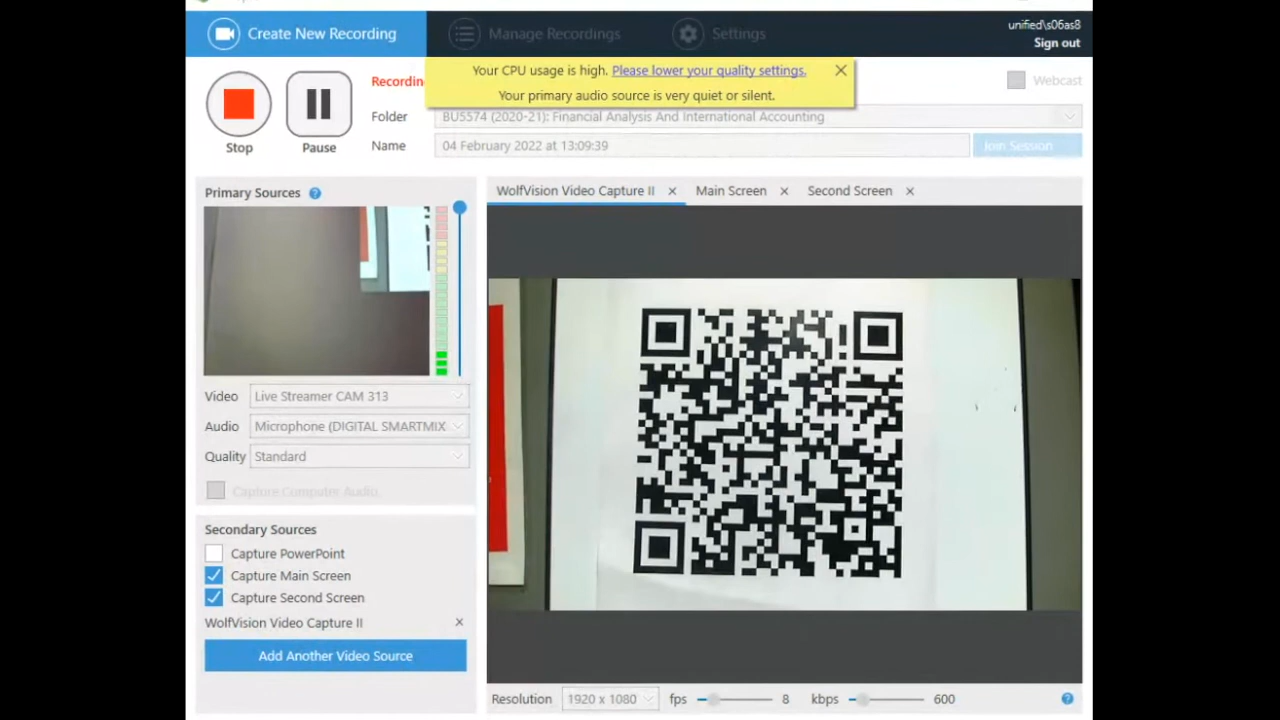 Create New Recording
Manage Recordings
Settings
unified\s06as8
Sign out
Your CPU usage is high. Please lower your quality settings.
Your primary audio source is very quiet or silent.
Webcast
Stop
Pause
Folder
BU5574 (2020-21): Financial Analysis And International Accounting
Name
04 February 2022 at 13:09:39
Join Session
Primary Sources
WolfVision Video Capture II
Main Screen
Second Screen
Video
Live Streamer CAM 313
Audio
Microphone (DIGITAL SMARTMIX
Quality
Standard
Capture Computer Audio
Secondary Sources
Capture PowerPoint
Capture Main Screen
Capture Second Screen
WolfVision Video Capture II
Add Another Video Source
Resolution
1920 x 1080
fps
8
kbps
600